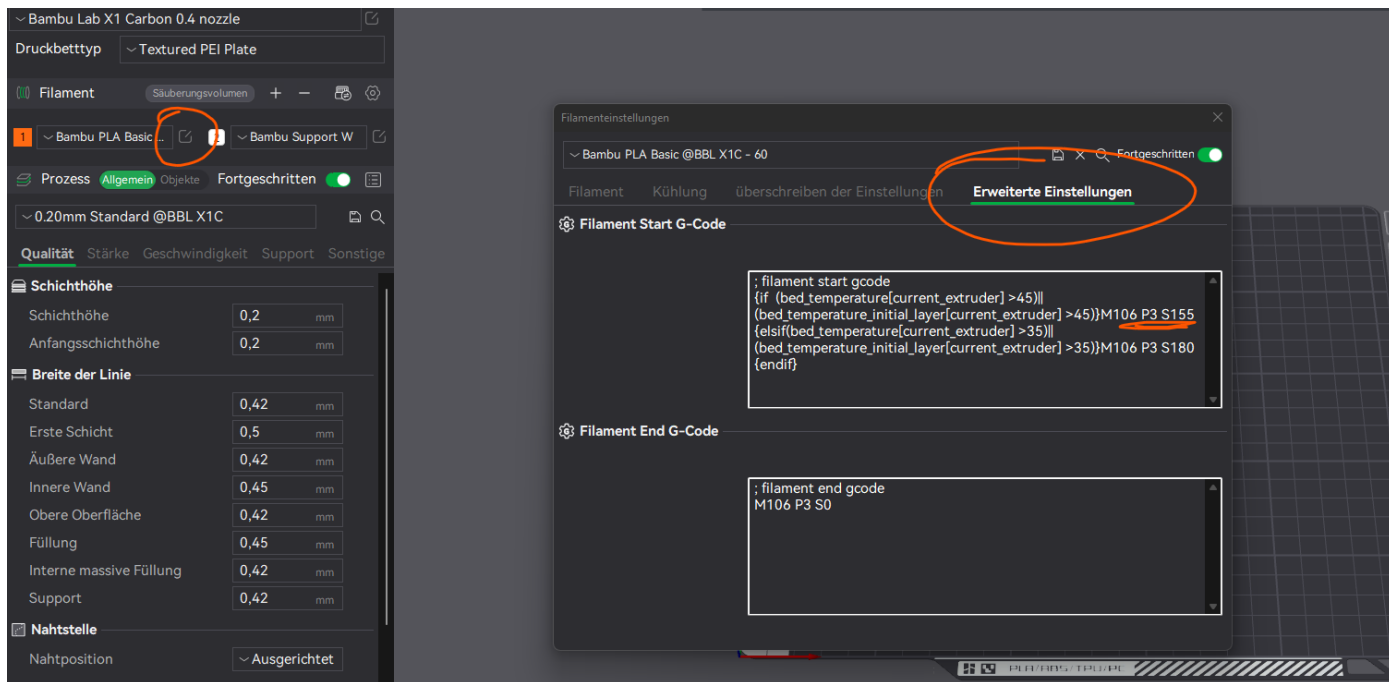 Bambu Lab X1 Carbon 0.4 nozzle
Druckbetttyp Textured PEI Plate
Filament Säuberungsvolumen + −
1 Bambu PLA Basic ... 2 Bambu Support W
Prozess Allgemein Objekte Fortgeschritten
0.20mm Standard @BBL X1C
Qualität Stärke Geschwindigkeit Support Sonstige
Schichthöhe
Schichthöhe 0,2 mm
Anfangsschichthöhe 0,2 mm
Breite der Linie
Standard 0,42 mm
Erste Schicht 0,5 mm
Äußere Wand 0,42 mm
Innere Wand 0,45 mm
Obere Oberfläche 0,42 mm
Füllung 0,45 mm
Interne massive Füllung 0,42 mm
Support 0,42 mm
Nahtstelle
Nahtposition Ausgerichtet
Filamenteinstellungen
Bambu PLA Basic @BBL X1C - 60 Fortgeschritten
Filament Kühlung überschreiben der Einstellungen Erweiterte Einstellungen
Filament Start G-Code
; filament start gcode
{if (bed_temperature[current_extruder] >45)||
(bed_temperature_initial_layer[current_extruder] >45)}M106 P3 S155
{elsif(bed_temperature[current_extruder] >35)||
(bed_temperature_initial_layer[current_extruder] >35)}M106 P3 S180
{endif}
Filament End G-Code
; filament end gcode
M106 P3 S0
PLA/ABS/TPU/PC